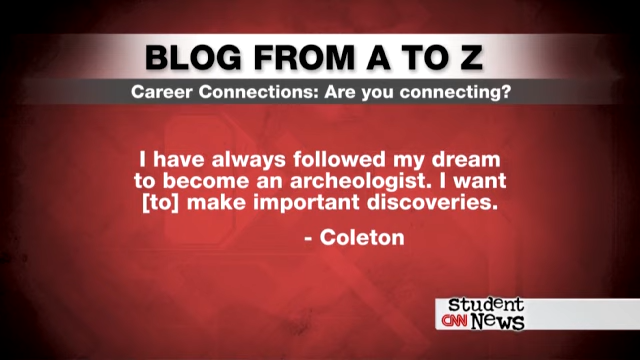 BLOG FROM A TO Z
Career Connections: Are you connecting?
I have always followed my dream
to become an archeologist. I want
[to] make important discoveries.
- Coleton
student
CNN News